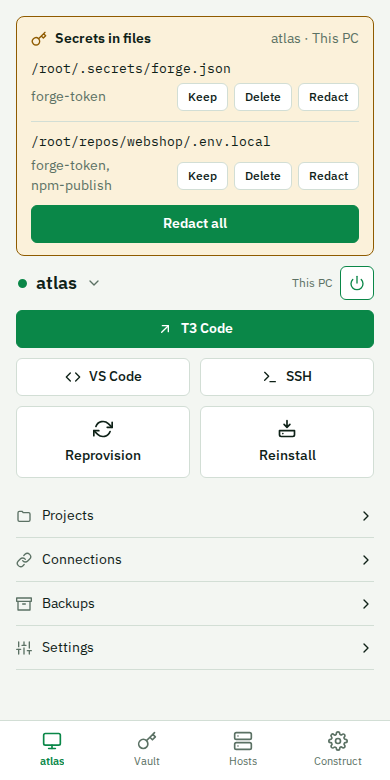 Secrets in files
atlas · This PC
/root/.secrets/forge.json
forge-token
Keep
Delete
Redact
/root/repos/webshop/.env.local
forge-token,
npm-publish
Keep
Delete
Redact
Redact all
atlas
This PC
T3 Code
VS Code
SSH
Reprovision
Reinstall
Projects
Connections
Backups
Settings
atlas
Vault
Hosts
Construct